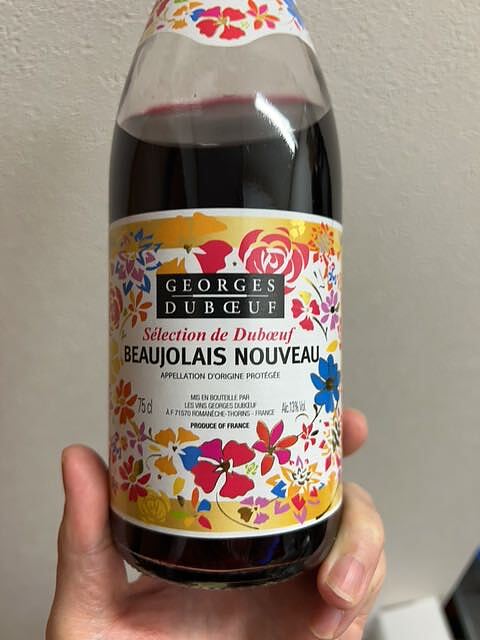 GEORGES
DUBŒUF
Sélection de Dubœuf
BEAUJOLAIS NOUVEAU
APPELLATION D'ORIGINE PROTÉGÉE
75 cl
MIS EN BOUTEILLE PAR
LES VINS GEORGES DUBŒUF
À F 71570 ROMANÈCHE-THORINS - FRANCE
Alc.13% Vol.
PRODUCE OF FRANCE